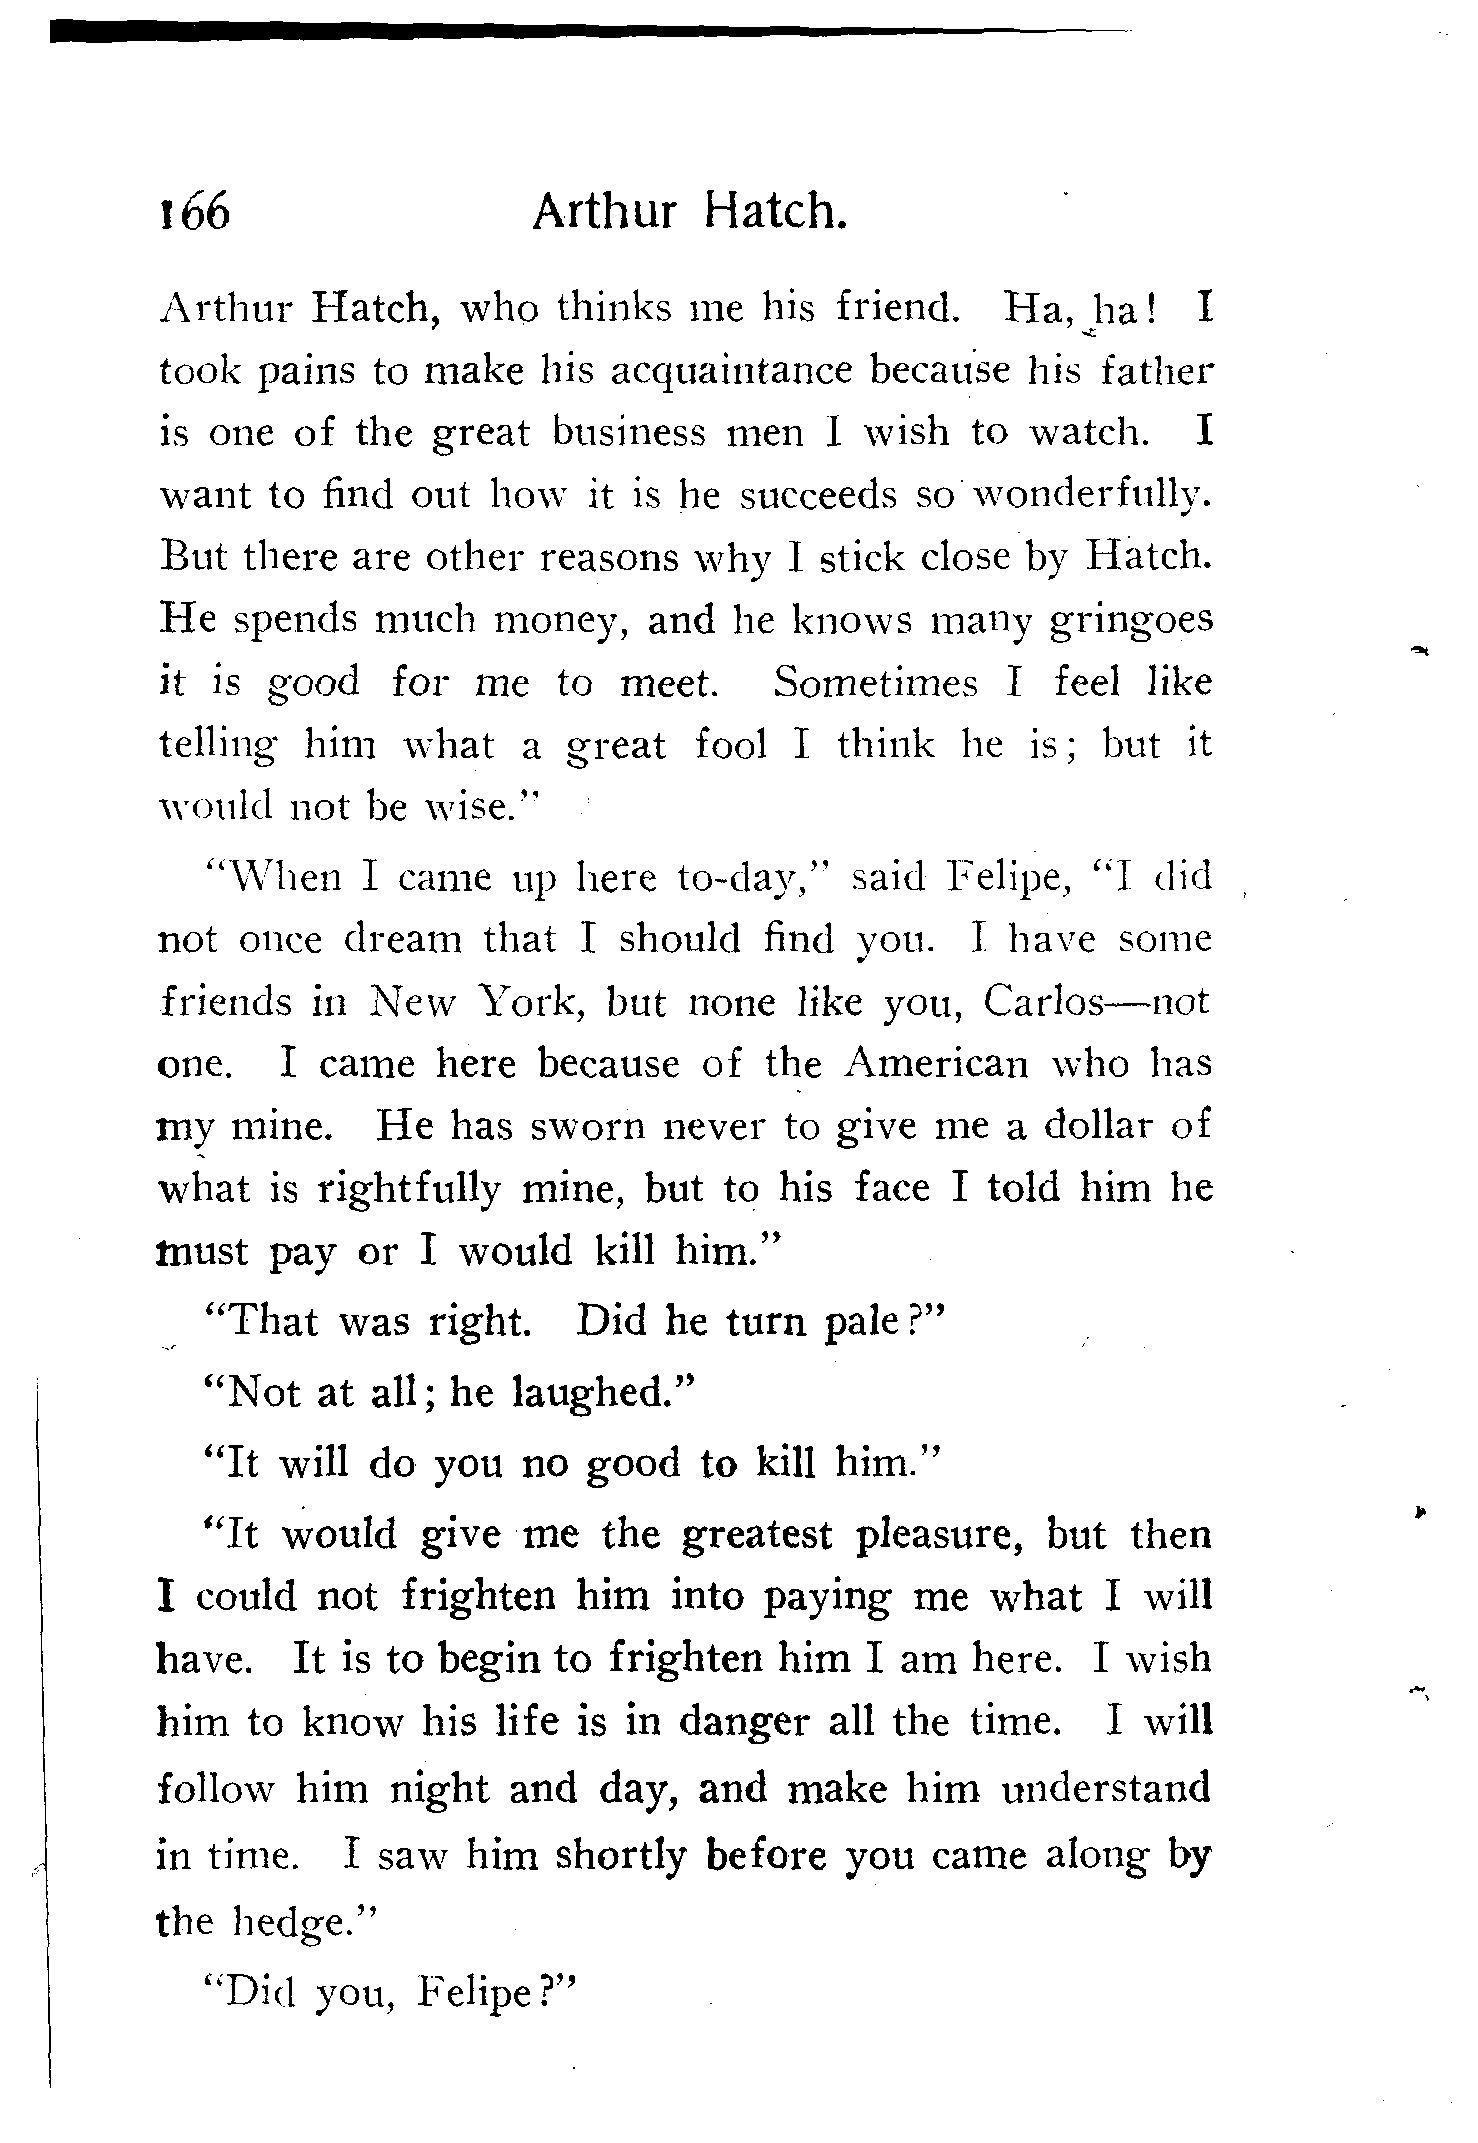 166 Arthur Hatch.
Arthur Hatch, who thinks me his friend. Ha, ha! I
took pains to make his acquaintance because his father
is one of the great business men I wish to watch. I
want to find out how it is he succeeds so wonderfully.
But there are other reasons why I stick close by Hatch.
He spends much money, and he knows many gringoes
it is good for me to meet. Sometimes I feel like
telling him what a great fool I think he is; but it
would not be wise."
"When I came up here to-day," said Felipe, "I did
not once dream that I should find you. I have some
friends in New York, but none like you, Carlos—not
one. I came here because of the American who has
my mine. He has sworn never to give me a dollar of
what is rightfully mine, but to his face I told him he
must pay or I would kill him."
"That was right. Did he turn pale?"
"Not at all; he laughed."
"It will do you no good to kill him."
"It would give me the greatest pleasure, but then
I could not frighten him into paying me what I will
have. It is to begin to frighten him I am here. I wish
him to know his life is in danger all the time. I will
follow him night and day, and make him understand
in time. I saw him shortly before you came along by
the hedge."
"Did you, Felipe?"